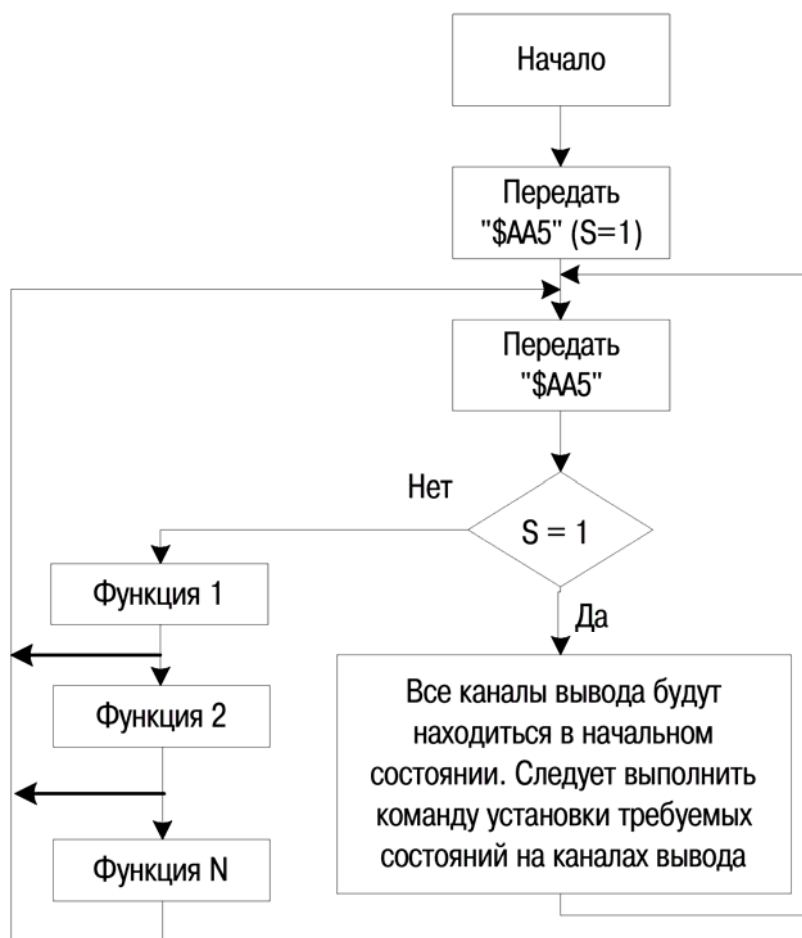 Начало
Передать
"$AA5" (S=1)
Передать
"$AA5"
Нет
S = 1
Да
Функция 1
Функция 2
Функция N
Все каналы вывода будут
находиться в начальном
состоянии. Следует выполнить
команду установки требуемых
состояний на каналах вывода